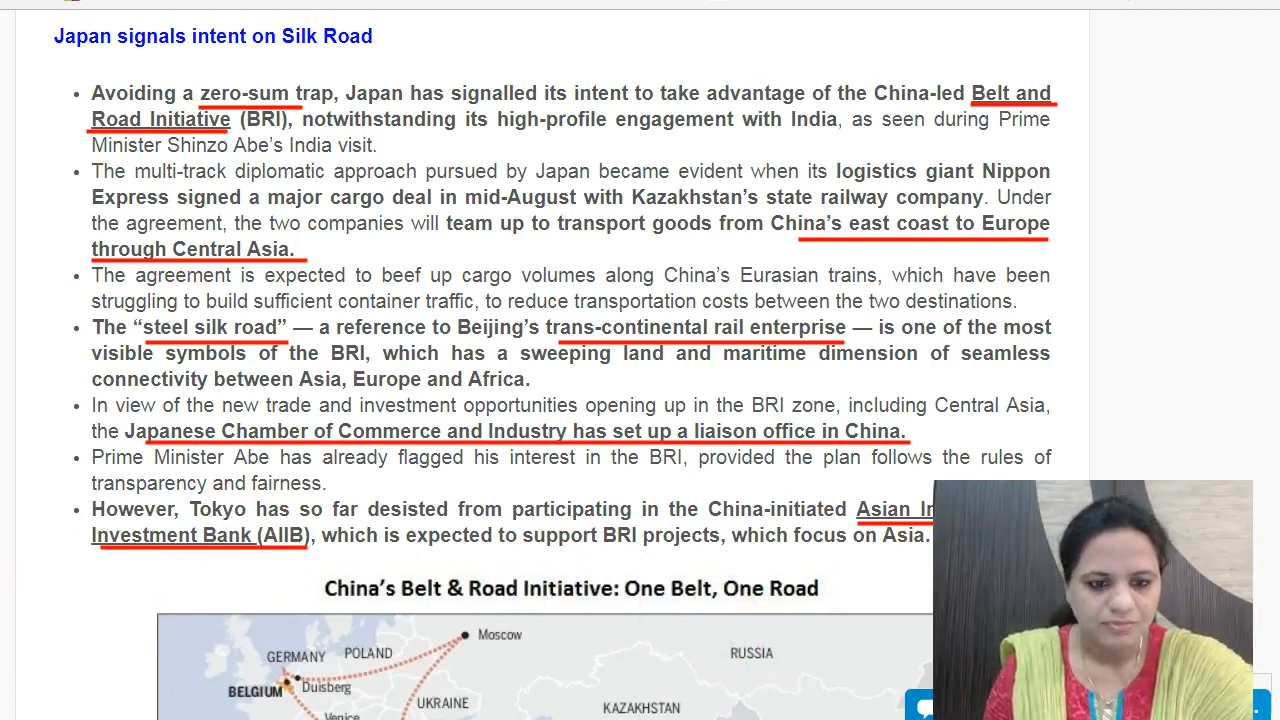 Japan signals intent on Silk Road
• Avoiding a zero-sum trap, Japan has signalled its intent to take advantage of the China-led Belt and
Road Initiative (BRI), notwithstanding its high-profile engagement with India, as seen during Prime
Minister Shinzo Abe’s India visit.
• The multi-track diplomatic approach pursued by Japan became evident when its logistics giant Nippon
Express signed a major cargo deal in mid-August with Kazakhstan’s state railway company. Under
the agreement, the two companies will team up to transport goods from China’s east coast to Europe
through Central Asia.
• The agreement is expected to beef up cargo volumes along China’s Eurasian trains, which have been
struggling to build sufficient container traffic, to reduce transportation costs between the two destinations.
• The “steel silk road” — a reference to Beijing’s trans-continental rail enterprise — is one of the most
visible symbols of the BRI, which has a sweeping land and maritime dimension of seamless
connectivity between Asia, Europe and Africa.
• In view of the new trade and investment opportunities opening up in the BRI zone, including Central Asia,
the Japanese Chamber of Commerce and Industry has set up a liaison office in China.
• Prime Minister Abe has already flagged his interest in the BRI, provided the plan follows the rules of
transparency and fairness.
• However, Tokyo has so far desisted from participating in the China-initiated Asian In
Investment Bank (AIIB), which is expected to support BRI projects, which focus on Asia.
China’s Belt & Road Initiative: One Belt, One Road
Moscow
GERMANY POLAND RUSSIA
BELGIUM Duisberg
UKRAINE KAZAKHSTAN
Venice